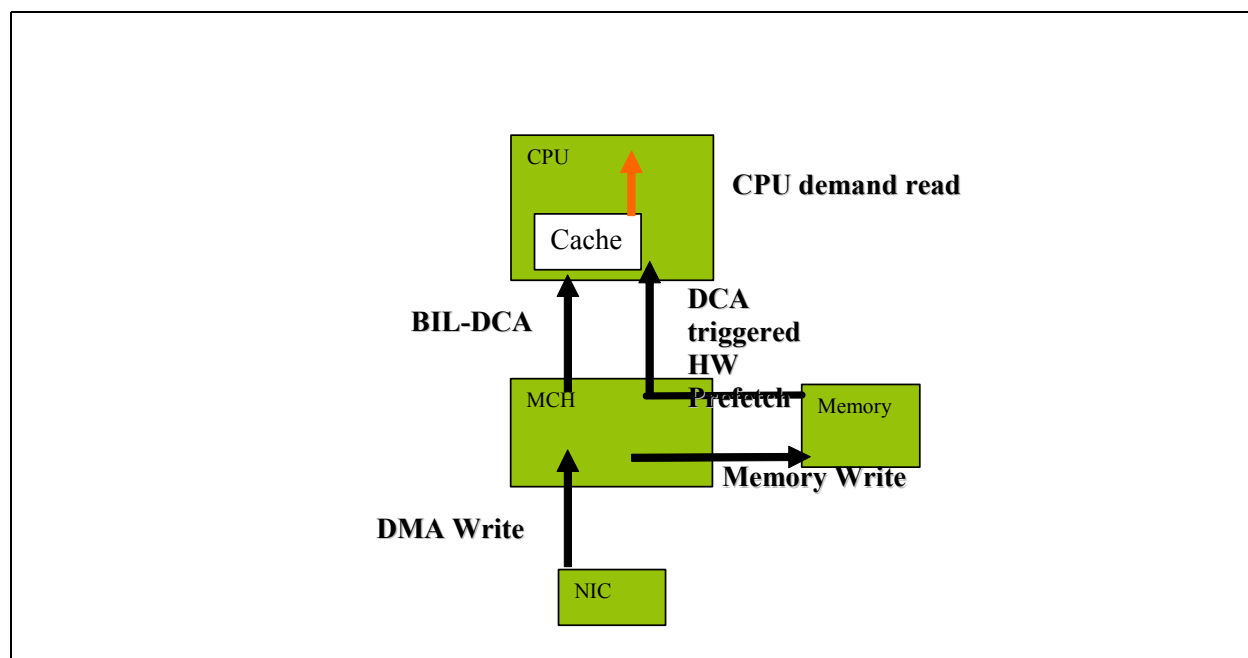 CPU
CPU demand read
Cache
BIL-DCA
DCA
triggered
HW
Prefetch
MCH
Memory
Memory Write
DMA Write
NIC